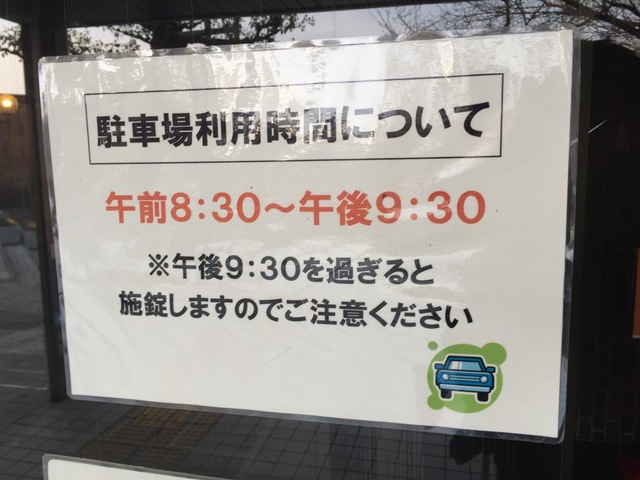 駐車場利用時間について
午前8:30～午後9:30
※午後9:30を過ぎると
施錠しますのでご注意ください